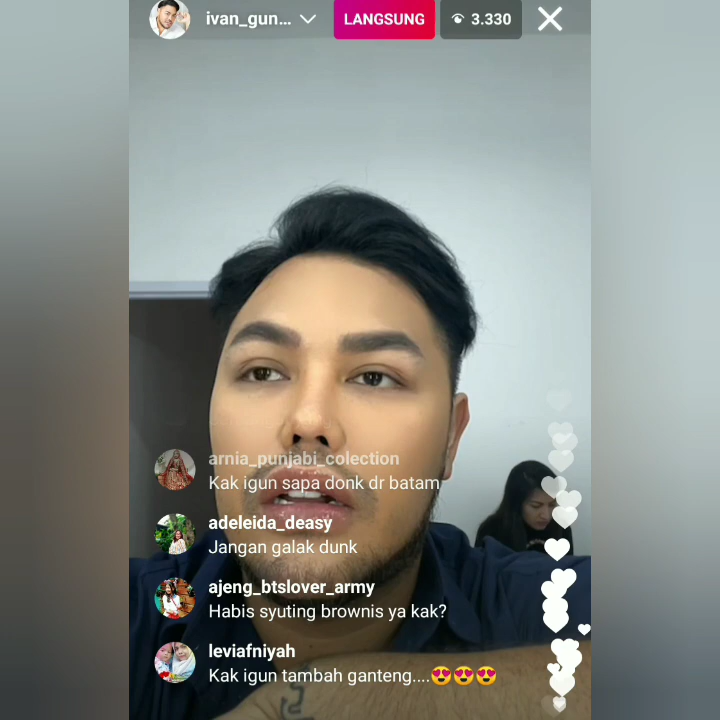 ivan_gun...
LANGSUNG
3.330
arnia_punjabi_colection
Kak igun sapa donk dr batam
adeleida_deasy
Jangan galak dunk
ajeng_btslover_army
Habis syuting brownis ya kak?
leviafniyah
Kak igun tambah ganteng....😍😍😍